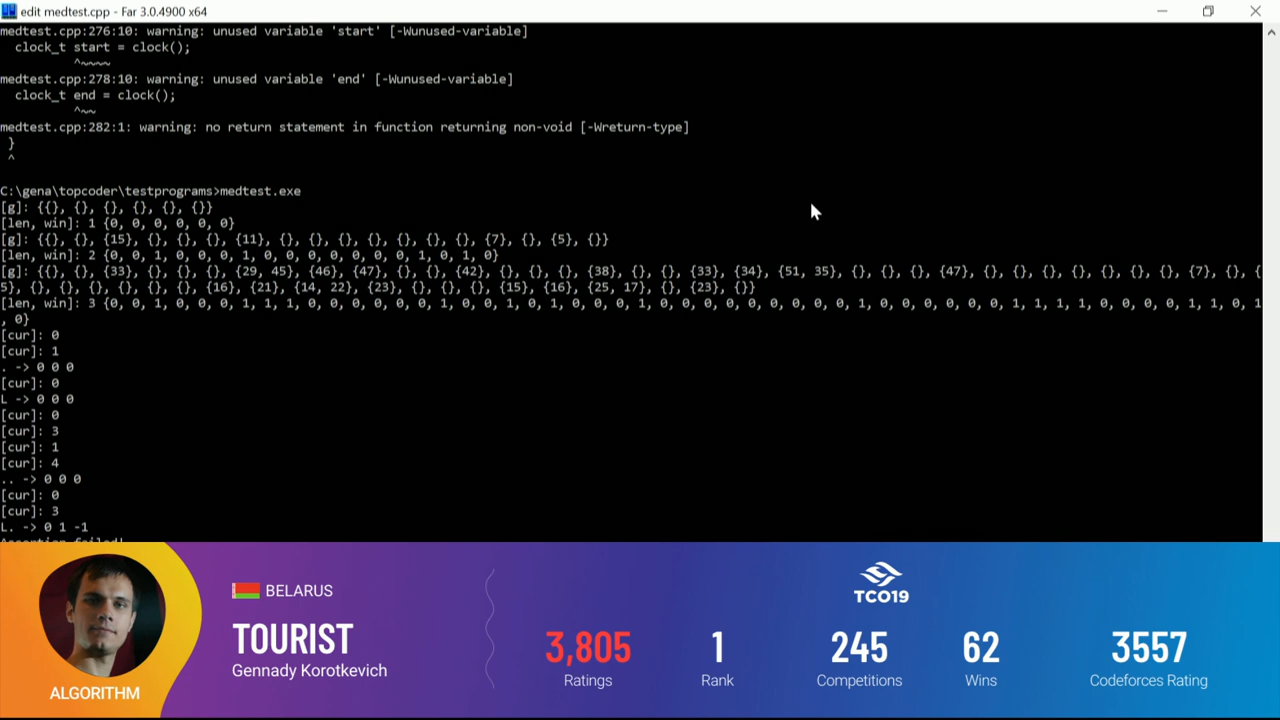 edit medtest.cpp - Far 3.0.4900 x64
medtest.cpp:276:10: warning: unused variable 'start' [-Wunused-variable]
clock_t start = clock();
^~~~~
medtest.cpp:278:10: warning: unused variable 'end' [-Wunused-variable]
clock_t end = clock();
^~~
medtest.cpp:282:1: warning: no return statement in function returning non-void [-Wreturn-type]
}
^
C:\gena\topcoder\testprograms>medtest.exe
[g]: {{}, {}, {}, {}, {}, {}}
[len, win]: 1 {0, 0, 0, 0, 0, 0}
[g]: {{}, {}, {15}, {}, {}, {}, {11}, {}, {}, {}, {}, {}, {}, {}, {7}, {}, {5}, {}}
[len, win]: 2 {0, 0, 1, 0, 0, 0, 1, 0, 0, 0, 0, 0, 0, 0, 1, 0, 1, 0}
[g]: {{}, {}, {33}, {}, {}, {}, {29, 45}, {46}, {47}, {}, {}, {42}, {}, {}, {}, {38}, {}, {}, {33}, {34}, {51, 35}, {}, {}, {}, {47}, {}, {}, {}, {}, {}, {}, {}, {7}, {}, {
5}, {}, {}, {}, {}, {}, {}, {16}, {21}, {14, 22}, {23}, {}, {}, {}, {15}, {16}, {25, 17}, {}, {23}, {}}
[len, win]: 3 {0, 0, 1, 0, 0, 0, 1, 1, 1, 0, 0, 0, 0, 0, 0, 1, 0, 0, 1, 0, 1, 0, 0, 0, 1, 0, 0, 0, 0, 0, 0, 0, 0, 0, 1, 0, 0, 0, 0, 0, 0, 1, 1, 1, 1, 0, 0, 0, 0, 1, 1, 0, 1
, 0}
[cur]: 0
[cur]: 1
. -> 0 0 0
[cur]: 0
L -> 0 0 0
[cur]: 0
[cur]: 3
[cur]: 1
[cur]: 4
.. -> 0 0 0
[cur]: 0
[cur]: 3
L. -> 0 1 -1
Assertion failed!
BELARUS
TOURIST
Gennady Korotkevich
ALGORITHM
TCO19
3,805
Ratings
1
Rank
245
Competitions
62
Wins
3557
Codeforces Rating